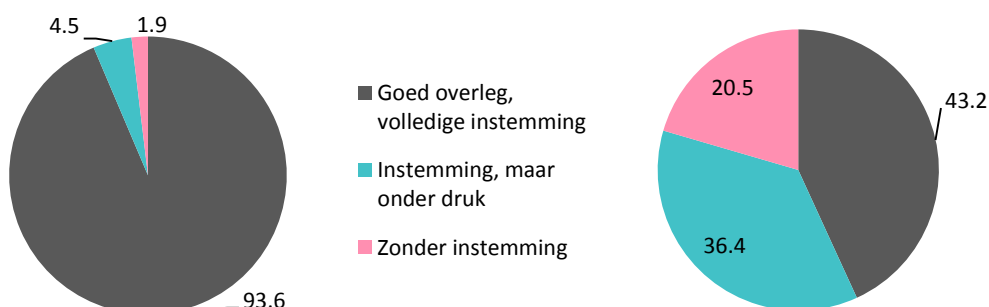 4.5
1.9
93.6
Goed overleg,
volledige instemming
Instemming, maar
onder druk
Zonder instemming
20.5
43.2
36.4